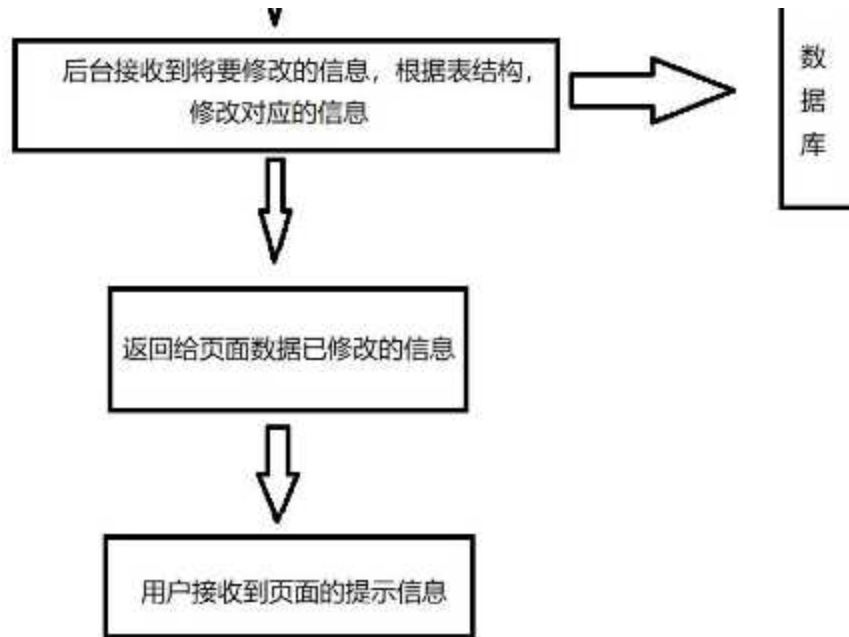 后台接收到将要修改的信息，根据表结构，
修改对应的信息
数
据
库
返回给页面数据已修改的信息
用户接收到页面的提示信息